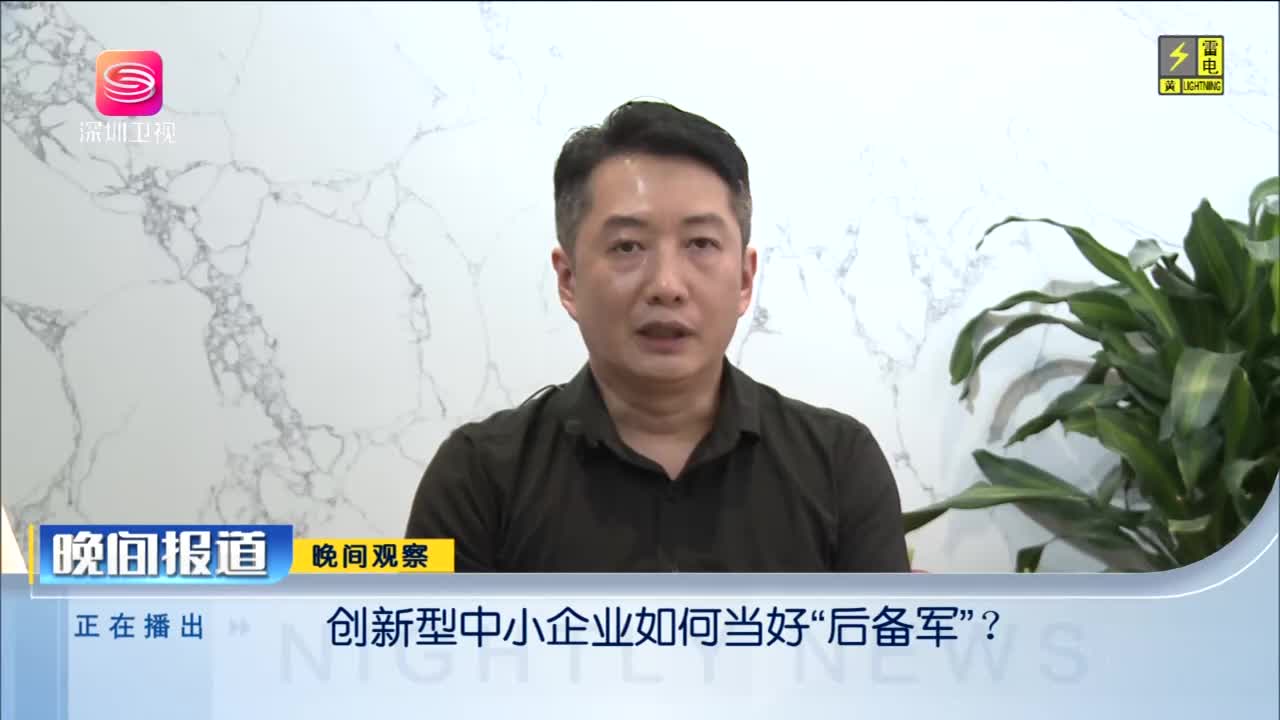 深圳卫视
雷电
黄 LIGHTNING
晚间报道
晚间观察
正在播出
创新型中小企业如何当好“后备军”？
NIGHTLY NEWS